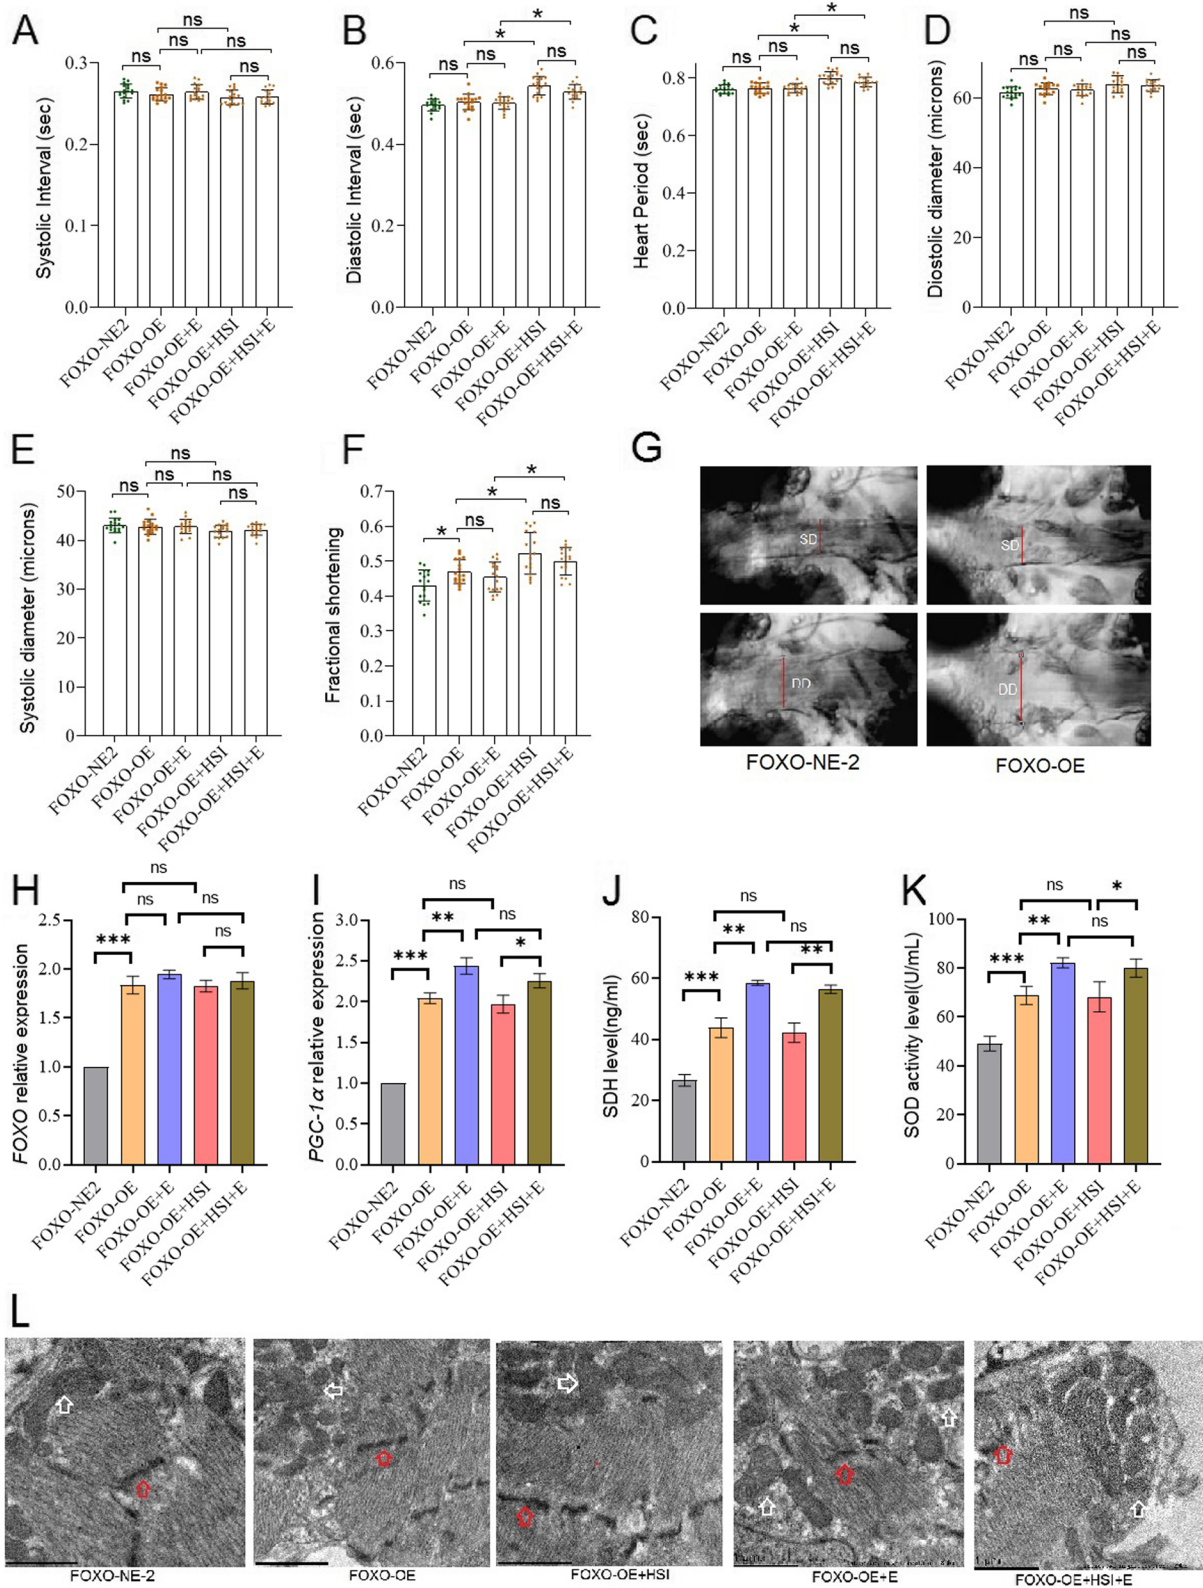 A
ns
ns
ns
ns
ns
0.3
0.2
0.1
0.0
Systolic Interval (sec)
FOXO-NE2
FOXO-OE
FOXO-OE+E
FOXO-OE+HSI
FOXO-OE+HSI+E
B
*
*
ns
ns
ns
0.6
0.4
0.2
0.0
Diastolic Interval (sec)
FOXO-NE2
FOXO-OE
FOXO-OE+E
FOXO-OE+HSI
FOXO-OE+HSI+E
C
*
*
ns
ns
ns
0.8
0.6
0.4
0.2
0.0
Heart Period (sec)
FOXO-NE2
FOXO-OE
FOXO-OE+E
FOXO-OE+HSI
FOXO-OE+HSI+E
D
ns
ns
ns
ns
ns
60
40
20
0
Diostolic diameter (microns)
FOXO-NE2
FOXO-OE
FOXO-OE+E
FOXO-OE+HSI
FOXO-OE+HSI+E
E
ns
ns
ns
ns
ns
50
40
30
20
10
0
Systolic diameter (microns)
FOXO-NE2
FOXO-OE
FOXO-OE+E
FOXO-OE+HSI
FOXO-OE+HSI+E
F
*
*
*
ns
ns
0.7
0.6
0.5
0.4
0.3
0.2
0.1
0.0
Fractional shortening
FOXO-NE2
FOXO-OE
FOXO-OE+E
FOXO-OE+HSI
FOXO-OE+HSI+E
G
SD
SD
DD
DD
FOXO-NE-2
FOXO-OE
H
ns
ns
ns
***
ns
2.5
2.0
1.5
1.0
0.5
0.0
FOXO relative expression
FOXO-NE2
FOXO-OE
FOXO-OE+E
FOXO-OE+HSI
FOXO-OE+HSI+E
I
ns
**
ns
***
*
3.0
2.5
2.0
1.5
1.0
0.5
0.0
PGC-1α relative expression
FOXO-NE2
FOXO-OE
FOXO-OE+E
FOXO-OE+HSI
FOXO-OE+HSI+E
J
ns
**
ns
***
**
80
60
40
20
0
SDH level(ng/ml)
FOXO-NE2
FOXO-OE
FOXO-OE+E
FOXO-OE+HSI
FOXO-OE+HSI+E
K
ns
*
**
ns
***
100
80
60
40
20
0
SOD activity level(U/mL)
FOXO-NE2
FOXO-OE
FOXO-OE+E
FOXO-OE+HSI
FOXO-OE+HSI+E
L
1 μm
FOXO-NE-2
FOXO-OE
FOXO-OE+HSI
FOXO-OE+E
FOXO-OE+HSI+E